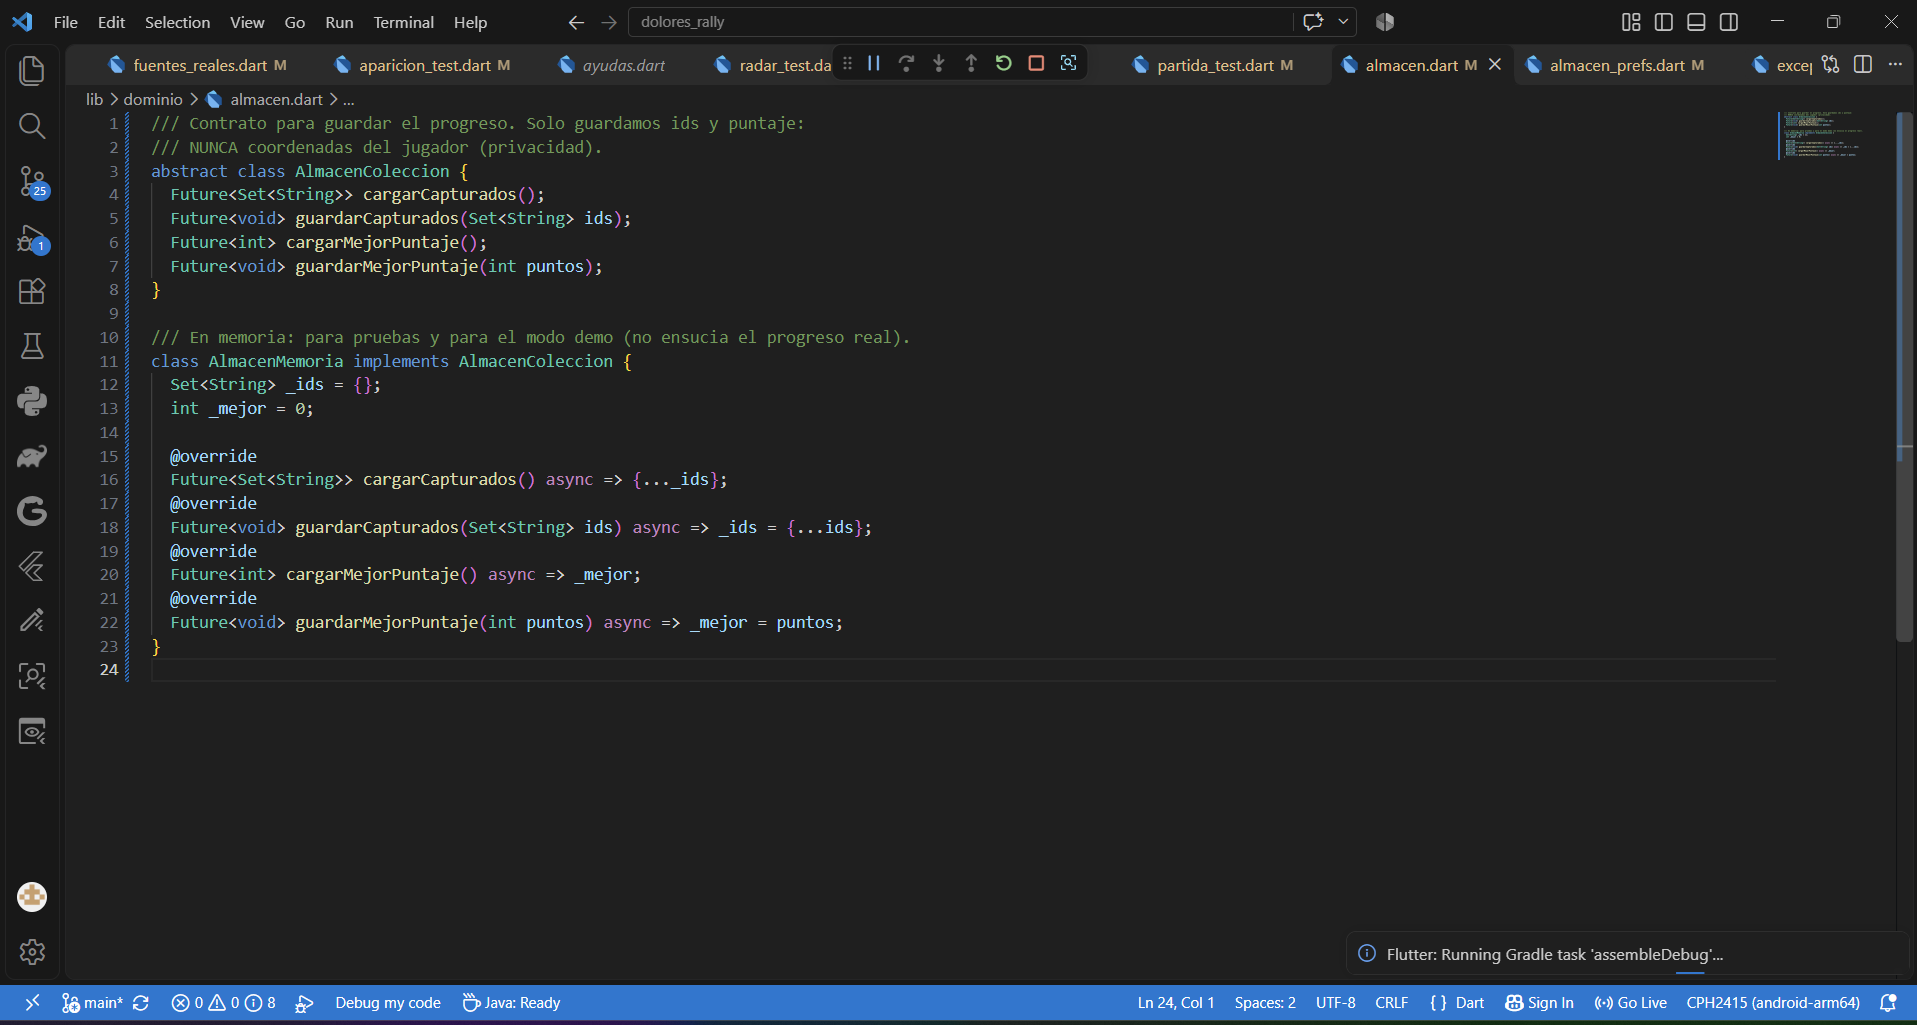 File Edit Selection View Go Run Terminal Help dolores_rally
fuentes_reales.dart M aparicion_test.dart M ayudas.dart radar_test.da partida_test.dart M almacen.dart M almacen_prefs.dart M excep
lib > dominio > almacen.dart > ...
1 /// Contrato para guardar el progreso. Solo guardamos ids y puntaje:
2 /// NUNCA coordenadas del jugador (privacidad).
3 abstract class AlmacenColeccion {
4 Future<Set<String>> cargarCapturados();
5 Future<void> guardarCapturados(Set<String> ids);
6 Future<int> cargarMejorPuntaje();
7 Future<void> guardarMejorPuntaje(int puntos);
8 }
9
10 /// En memoria: para pruebas y para el modo demo (no ensucia el progreso real).
11 class AlmacenMemoria implements AlmacenColeccion {
12 Set<String> _ids = {};
13 int _mejor = 0;
14
15 @override
16 Future<Set<String>> cargarCapturados() async => {..._ids};
17 @override
18 Future<void> guardarCapturados(Set<String> ids) async => _ids = {...ids};
19 @override
20 Future<int> cargarMejorPuntaje() async => _mejor;
21 @override
22 Future<void> guardarMejorPuntaje(int puntos) async => _mejor = puntos;
23 }
24
25
1
Flutter: Running Gradle task 'assembleDebug'...
main* 0 0 8 Debug my code Java: Ready Ln 24, Col 1 Spaces: 2 UTF-8 CRLF {} Dart Sign In Go Live CPH2415 (android-arm64)